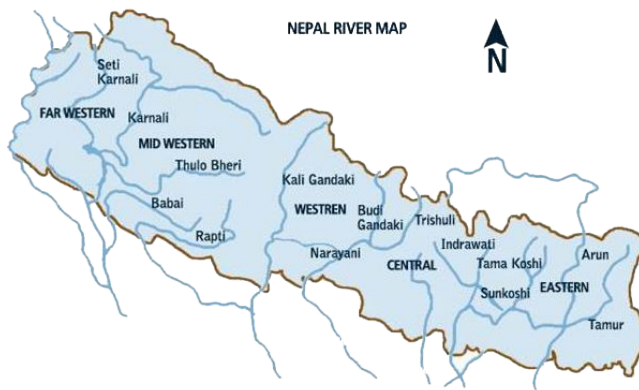 NEPAL RIVER MAP
N
Seti
Karnali
FAR WESTERN
Karnali
MID WESTERN
Thulo Bheri
Babai
Rapti
Kali Gandaki
WESTREN
Budi
Gandaki
Trishuli
Narayani
CENTRAL
Indrawati
Tama Koshi
Sunkoshi
EASTERN
Arun
Tamur